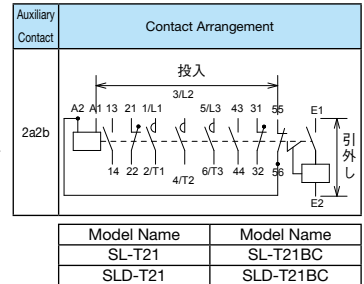 Auxiliary Contact
Contact Arrangement
2a2b
投入
3/L2
A2 A1 13 21 1/L1 5/L3 43 31 55 E1
14 22 2/T1 6/T3 44 32 56
4/T2
引外し
E2
Model Name Model Name
SL-T21 SL-T21BC
SLD-T21 SLD-T21BC